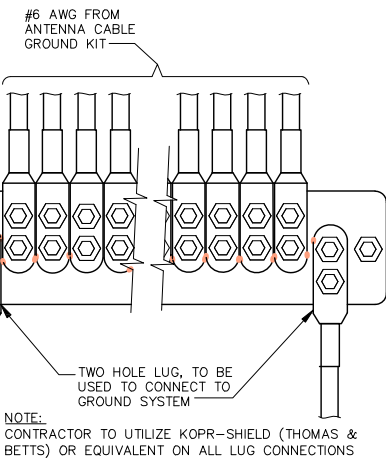 #6 AWG FROM
ANTENNA CABLE
GROUND KIT
TWO HOLE LUG, TO BE
USED TO CONNECT TO
GROUND SYSTEM
NOTE:
CONTRACTOR TO UTILIZE KOPR-SHIELD (THOMAS &
BETTS) OR EQUIVALENT ON ALL LUG CONNECTIONS